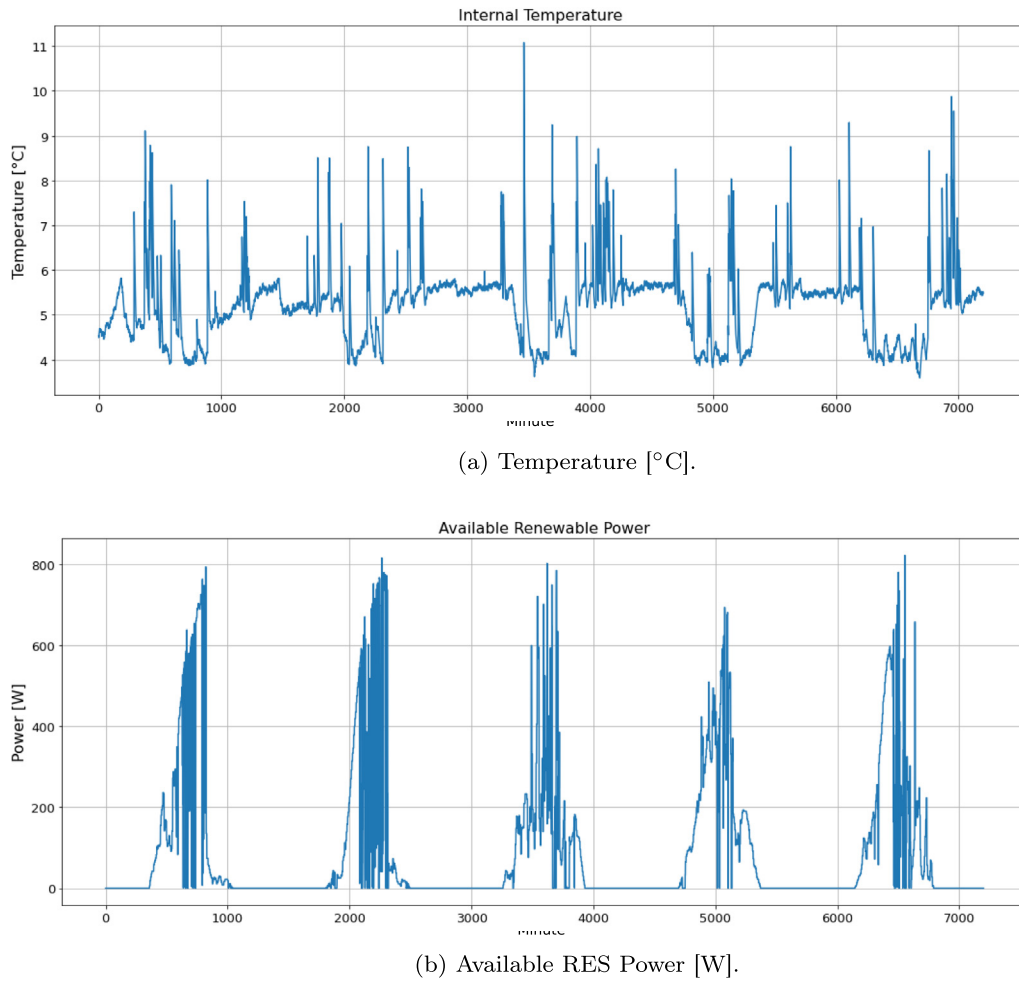 Internal Temperature
Temperature [°C]
11
10
9
8
7
6
5
4
0 1000 2000 3000 4000 5000 6000 7000
Minute
(a) Temperature [°C].
Available Renewable Power
Power [W]
800
600
400
200
0
0 1000 2000 3000 4000 5000 6000 7000
Minute
(b) Available RES Power [W].